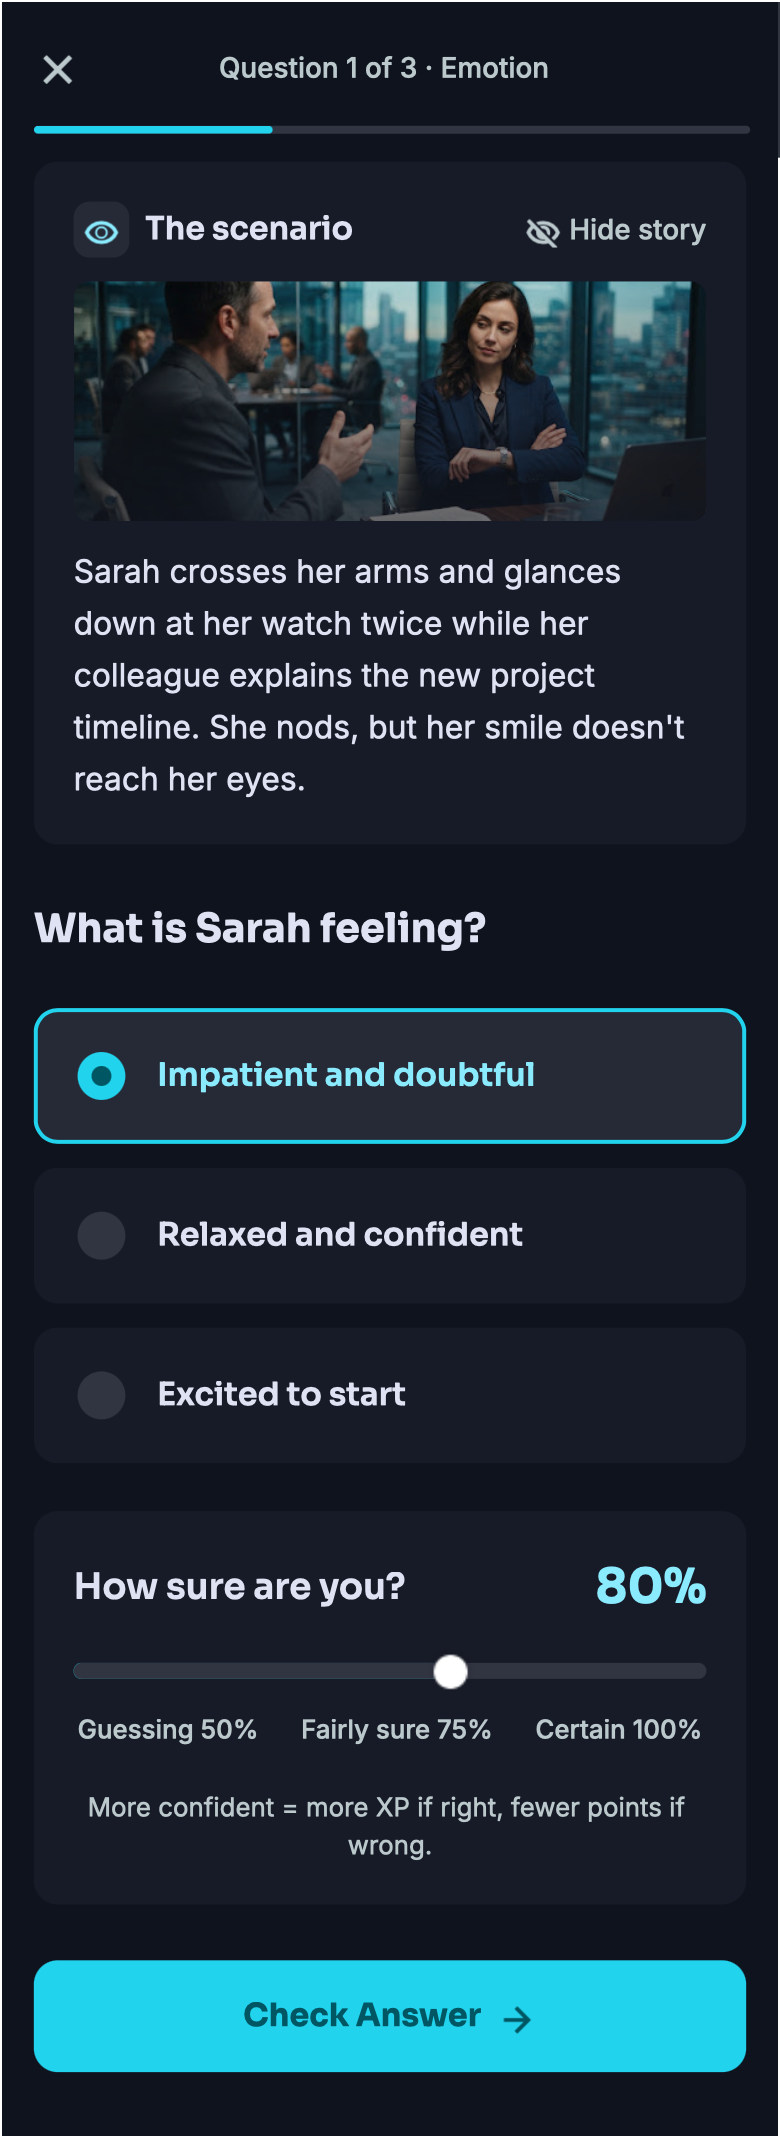 Question 1 of 3 · Emotion
The scenario
Hide story
Sarah crosses her arms and glances
down at her watch twice while her
colleague explains the new project
timeline. She nods, but her smile doesn't
reach her eyes.
What is Sarah feeling?
Impatient and doubtful
Relaxed and confident
Excited to start
How sure are you?
80%
Guessing 50%
Fairly sure 75%
Certain 100%
More confident = more XP if right, fewer points if
wrong.
Check Answer →